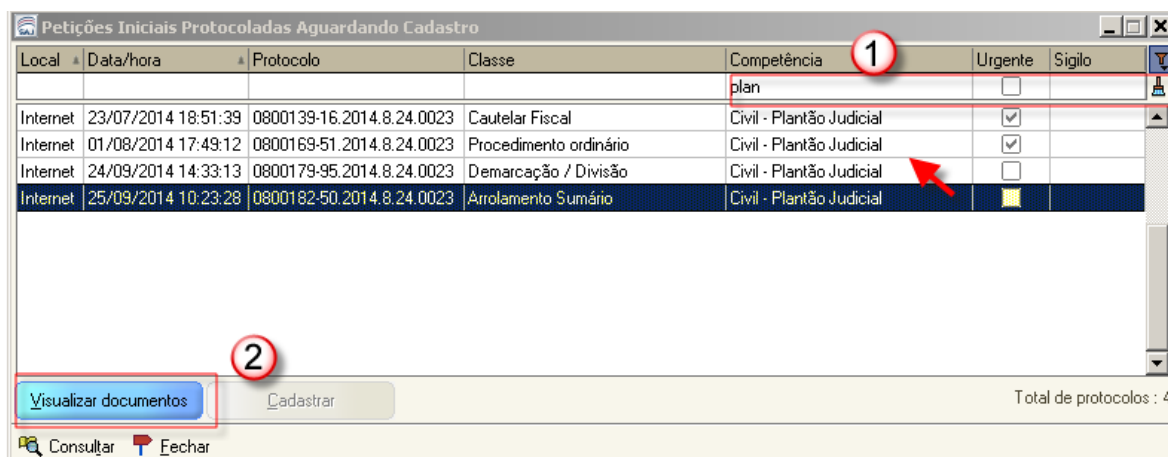 Petições Iniciais Protocoladas Aguardando Cadastro
Local Data/hora Protocolo Classe Competência Urgente Sigilo
1
plan
Internet 23/07/2014 18:51:39 0800139-16.2014.8.24.0023 Cautelar Fiscal Civil - Plantão Judicial
Internet 01/08/2014 17:49:12 0800169-51.2014.8.24.0023 Procedimento ordinário Civil - Plantão Judicial
Internet 24/09/2014 14:33:13 0800179-95.2014.8.24.0023 Demarcação / Divisão Civil - Plantão Judicial
Internet 25/09/2014 10:23:28 0800182-50.2014.8.24.0023 Arrolamento Sumário Civil - Plantão Judicial
2
Visualizar documentos Cadastrar Total de protocolos : 4
Consultar Fechar